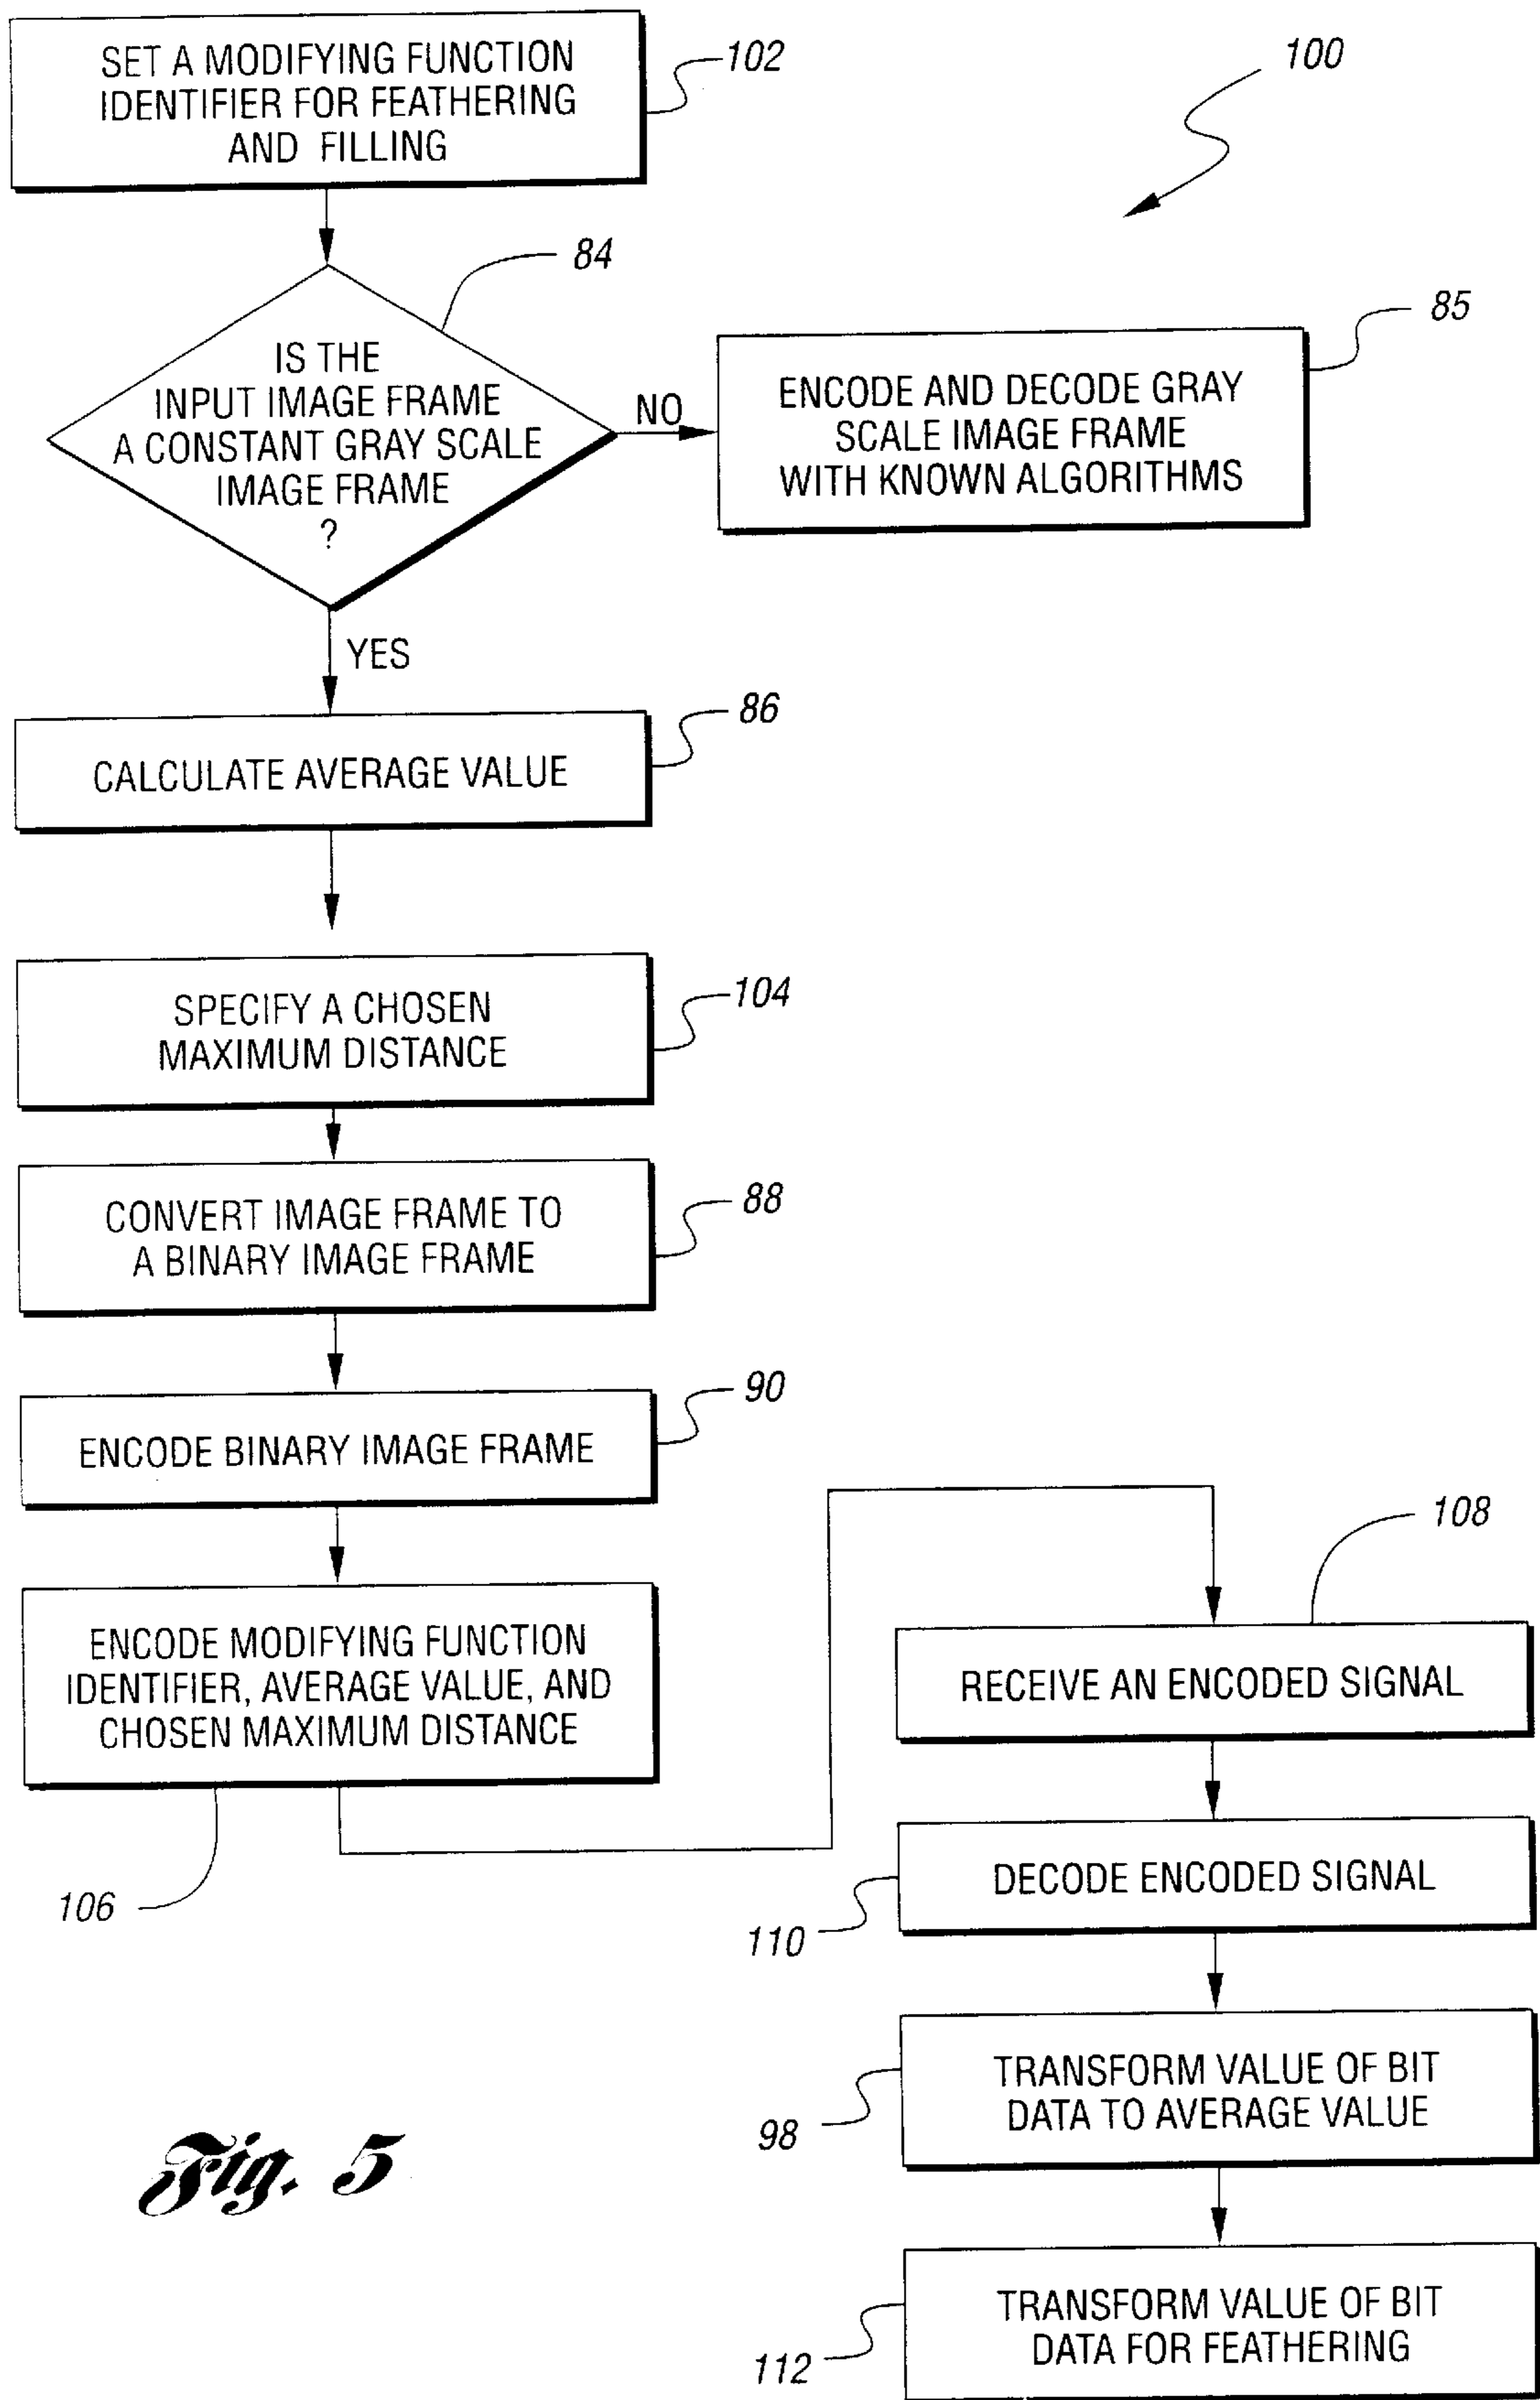 SET A MODIFYING FUNCTION
IDENTIFIER FOR FEATHERING
AND FILLING
102
100
84
IS THE
INPUT IMAGE FRAME
A CONSTANT GRAY SCALE
IMAGE FRAME
?
NO
85
ENCODE AND DECODE GRAY
SCALE IMAGE FRAME
WITH KNOWN ALGORITHMS
YES
86
CALCULATE AVERAGE VALUE
104
SPECIFY A CHOSEN
MAXIMUM DISTANCE
88
CONVERT IMAGE FRAME TO
A BINARY IMAGE FRAME
90
ENCODE BINARY IMAGE FRAME
ENCODE MODIFYING FUNCTION
IDENTIFIER, AVERAGE VALUE, AND
CHOSEN MAXIMUM DISTANCE
106
108
RECEIVE AN ENCODED SIGNAL
DECODE ENCODED SIGNAL
110
TRANSFORM VALUE OF BIT
DATA TO AVERAGE VALUE
98
TRANSFORM VALUE OF BIT
DATA FOR FEATHERING
112
Fig. 5